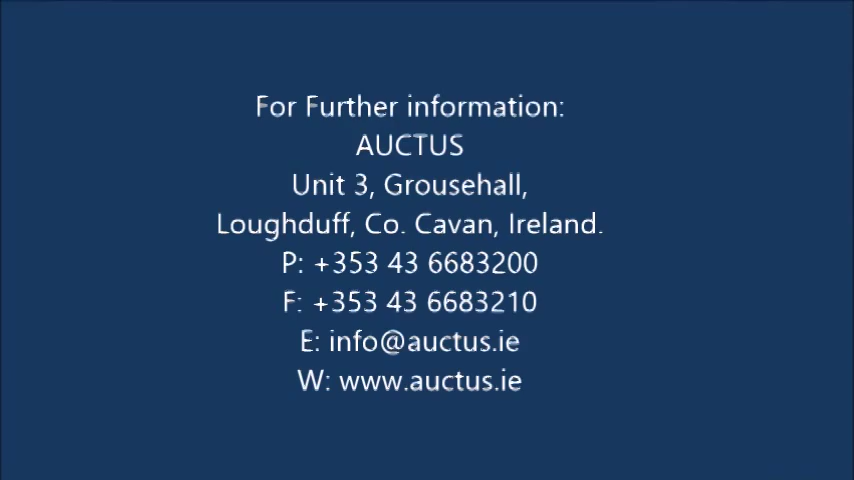 For Further information:
AUCTUS
Unit 3, Grousehall,
Loughduff, Co. Cavan, Ireland.
P: +353 43 6683200
F: +353 43 6683210
E: info@auctus.ie
W: www.auctus.ie